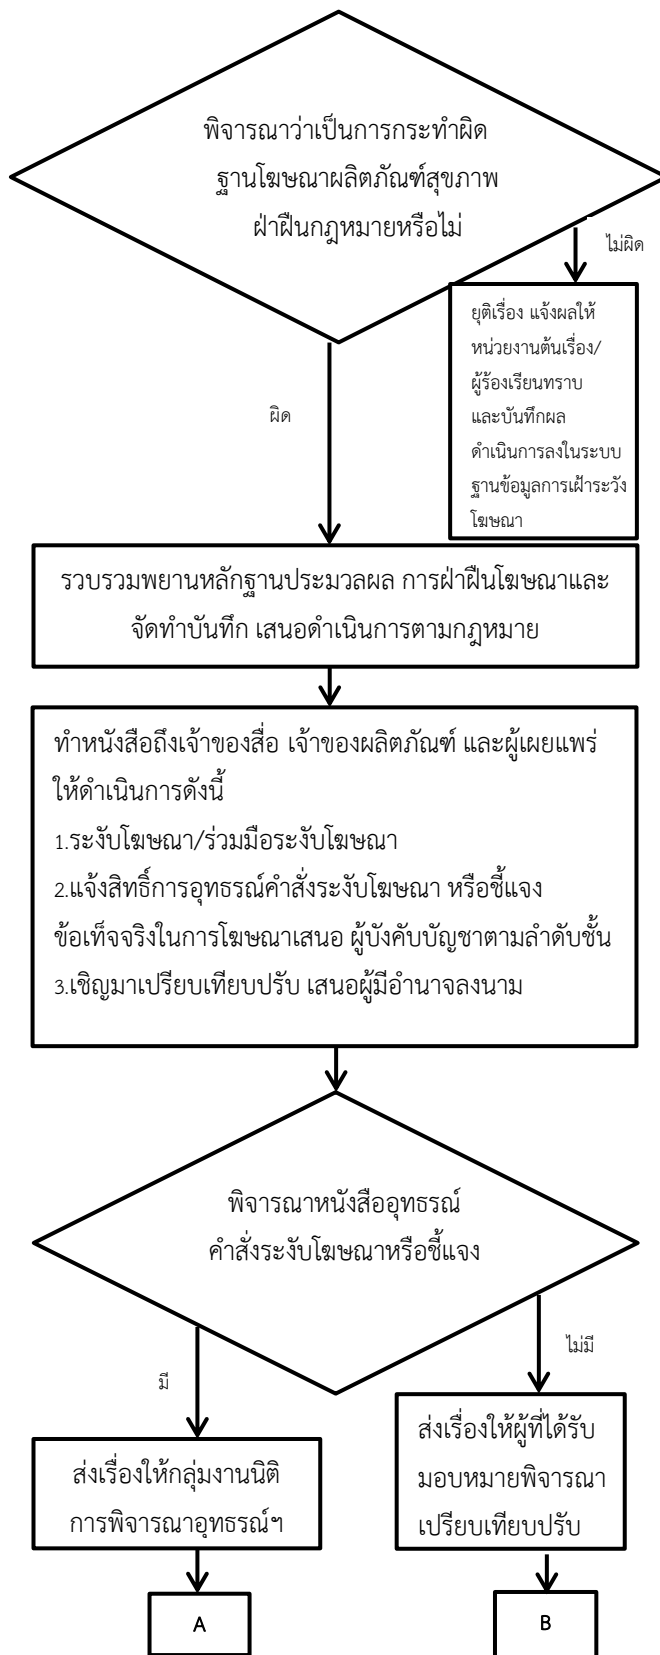 พิจารณาว่าเป็นการกระทำผิด
ฐานโฆษณาผลิตภัณฑ์สุขภาพ
ฝ่าฝืนกฎหมายหรือไม่
ไม่ผิด
ยุติเรื่อง แจ้งผลให้
หน่วยงานต้นเรื่อง/
ผู้ร้องเรียนทราบ
และบันทึกผล
ดำเนินการลงในระบบ
ฐานข้อมูลการเฝ้าระวัง
โฆษณา
ผิด
รวบรวมพยานหลักฐานประมวลผล การฝ่าฝืนโฆษณาและ
จัดทำบันทึก เสนอดำเนินการตามกฎหมาย
ทำหนังสือถึงเจ้าของสื่อ เจ้าของผลิตภัณฑ์ และผู้เผยแพร่
ให้ดำเนินการดังนี้
1.ระงับโฆษณา/ร่วมมือระงับโฆษณา
2.แจ้งสิทธิ์การอุทธรณ์คำสั่งระงับโฆษณา หรือชี้แจง
ข้อเท็จจริงในการโฆษณาเสนอ ผู้บังคับบัญชาตามลำดับชั้น
3.เชิญมาเปรียบเทียบปรับ เสนอผู้มีอำนาจลงนาม
พิจารณาหนังสืออุทธรณ์
คำสั่งระงับโฆษณาหรือชี้แจง
มี
ไม่มี
ส่งเรื่องให้กลุ่มงานนิติ
การพิจารณาอุทธรณ์ฯ
ส่งเรื่องให้ผู้ที่ได้รับ
มอบหมายพิจารณา
เปรียบเทียบปรับ
A
B